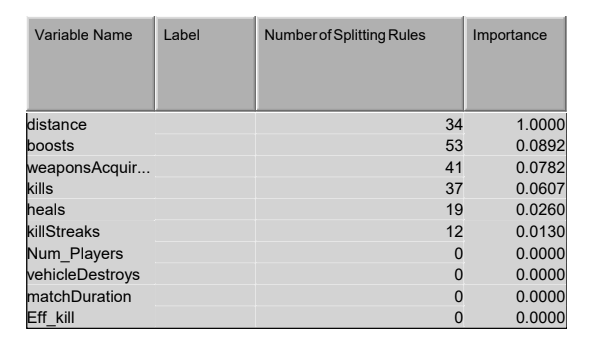 Variable Name Label Number of Splitting Rules Importance
distance 34 1.0000
boosts 53 0.0892
weaponsAcquir... 41 0.0782
kills 37 0.0607
heals 19 0.0260
killStreaks 12 0.0130
Num_Players 0 0.0000
vehicleDestroys 0 0.0000
matchDuration 0 0.0000
Eff_kill 0 0.0000